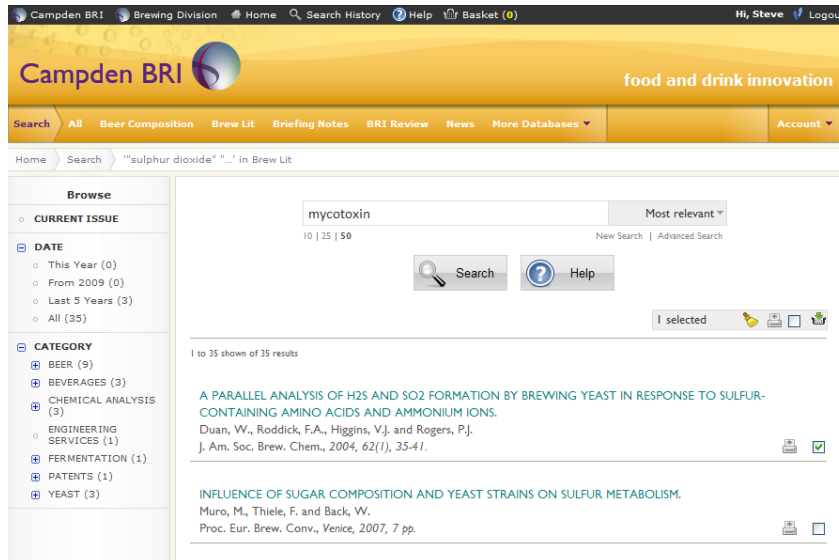 Campden BRI Brewing Division Home Search History Help Basket (0) Hi, Steve Logou
Campden BRI
food and drink innovation
Search All Beer Composition Brew Lit Briefing Notes BRI Review News More Databases Account
Home Search '"sulphur dioxide" "...' in Brew Lit
Browse
CURRENT ISSUE
DATE
This Year (0)
From 2009 (0)
Last 5 Years (3)
All (35)
CATEGORY
BEER (9)
BEVERAGES (3)
CHEMICAL ANALYSIS
(3)
ENGINEERING
SERVICES (1)
FERMENTATION (1)
PATENTS (1)
YEAST (3)
mycotoxin Most relevant
10 | 25 | 50 New Search | Advanced Search
Search Help
1 selected
1 to 35 shown of 35 results
A PARALLEL ANALYSIS OF H2S AND SO2 FORMATION BY BREWING YEAST IN RESPONSE TO SULFUR-
CONTAINING AMINO ACIDS AND AMMONIUM IONS.
Duan, W., Roddick, F.A., Higgins, V.J. and Rogers, P.J.
J. Am. Soc. Brew. Chem., 2004, 62(1), 35-41.
INFLUENCE OF SUGAR COMPOSITION AND YEAST STRAINS ON SULFUR METABOLISM.
Muro, M., Thiele, F. and Back, W.
Proc. Eur. Brew. Conv., Venice, 2007, 7 pp.